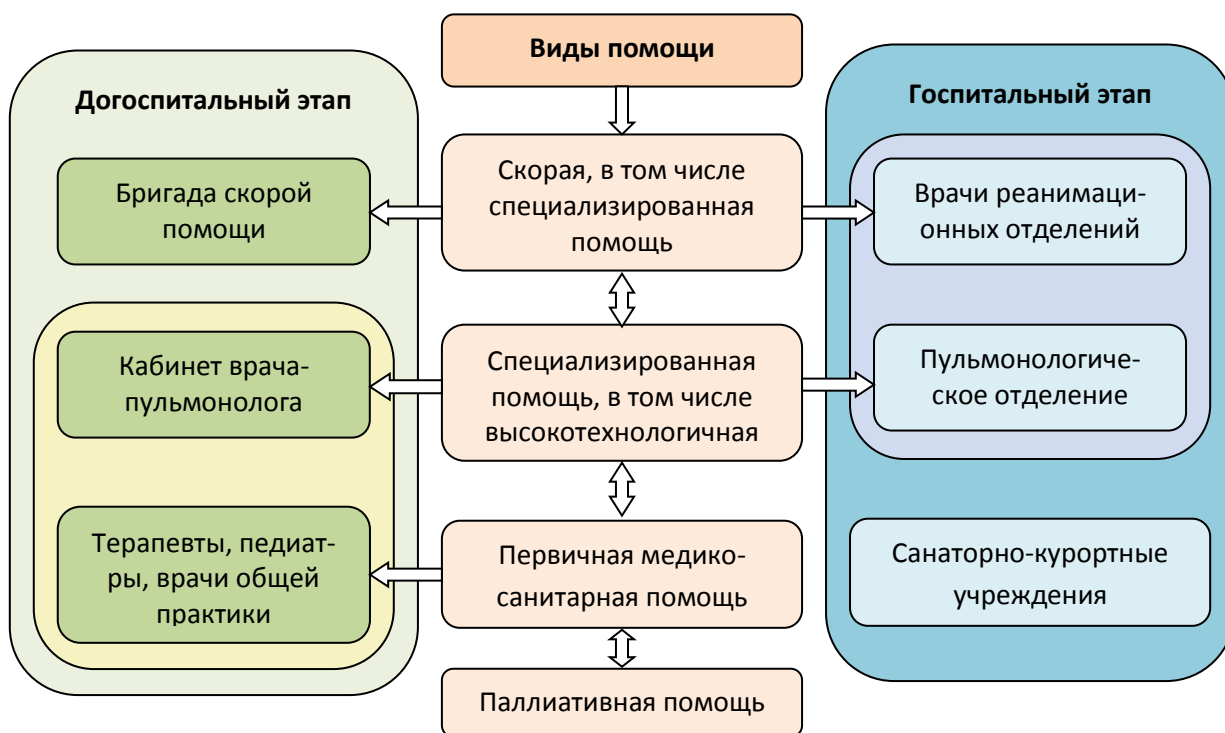 Виды помощи
Догоспитальный этап
Госпитальный этап
Бригада скорой
помощи
Скорая, в том числе
специализированная
помощь
Врачи реанимаци-
онных отделений
Кабинет врача-
пульмонолога
Специализированная
помощь, в том числе
высокотехнологичная
Пульмонологиче-
ское отделение
Терапевты, педиат-
ры, врачи общей
практики
Первичная медико-
санитарная помощь
Санаторно-курортные
учреждения
Паллиативная помощь